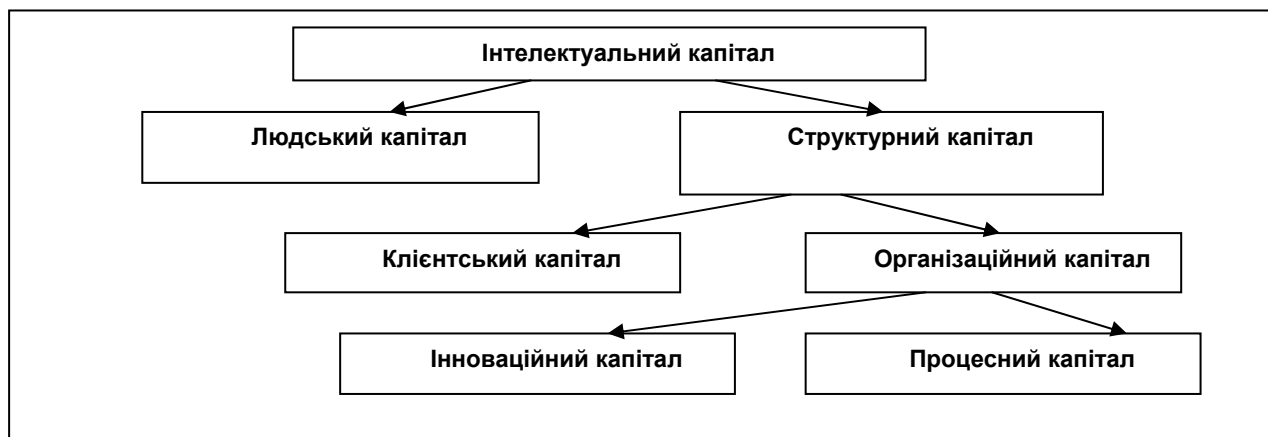 Інтелектуальний капітал
Людський капітал
Структурний капітал
Клієнтський капітал
Організаційний капітал
Інноваційний капітал
Процесний капітал